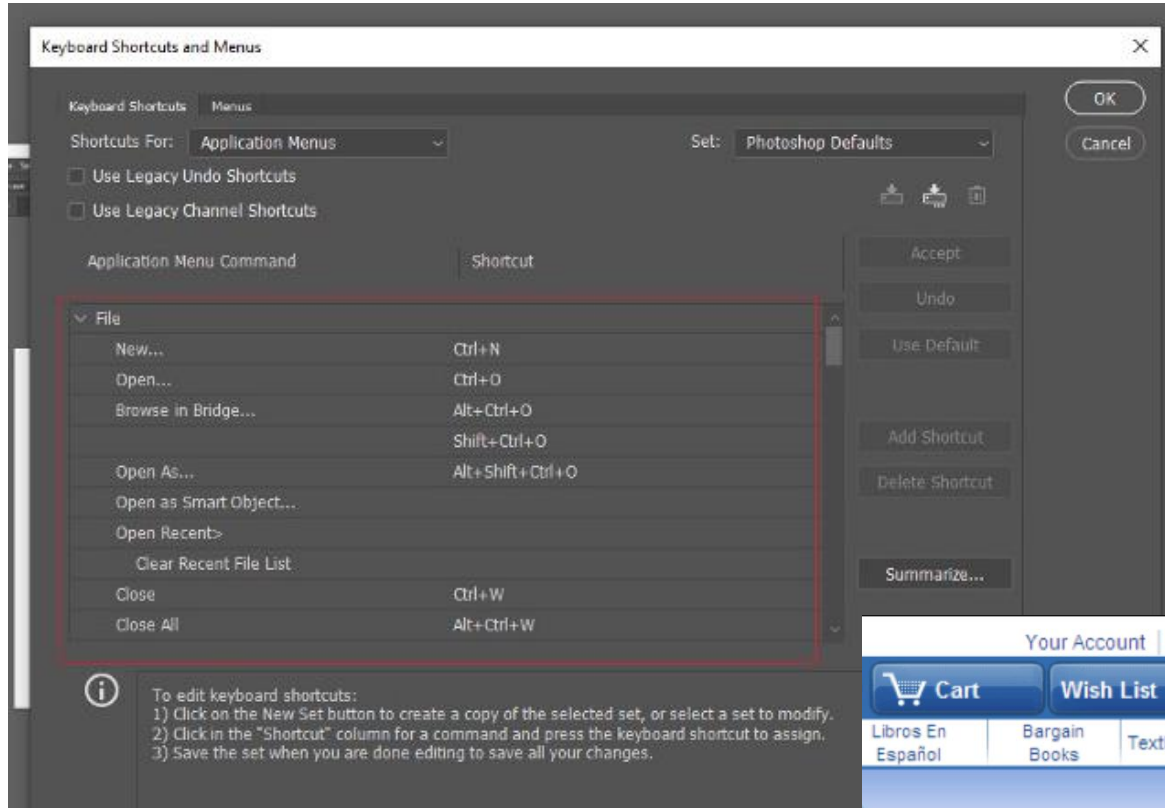 Keyboard Shortcuts and Menus
Keyboard Shortcuts Menus
OK
Shortcuts For: Application Menus Set: Photoshop Defaults
Cancel
Use Legacy Undo Shortcuts
Use Legacy Channel Shortcuts
Application Menu Command Shortcut
Accept
Undo
Use Default
Add Shortcut
Delete Shortcut
Summarize...
File
New... Ctrl+N
Open... Ctrl+O
Browse in Bridge... Alt+Ctrl+O
Shift+Ctrl+O
Open As... Alt+Shift+Ctrl+O
Open as Smart Object...
Open Recent>
Clear Recent File List
Close Ctrl+W
Close All Alt+Ctrl+W
To edit keyboard shortcuts:
1) Click on the New Set button to create a copy of the selected set, or select a set to modify.
2) Click in the "Shortcut" column for a command and press the keyboard shortcut to assign.
3) Save the set when you are done editing to save all your changes.
Your Account
Cart Wish List
Libros En
Español
Bargain
Books